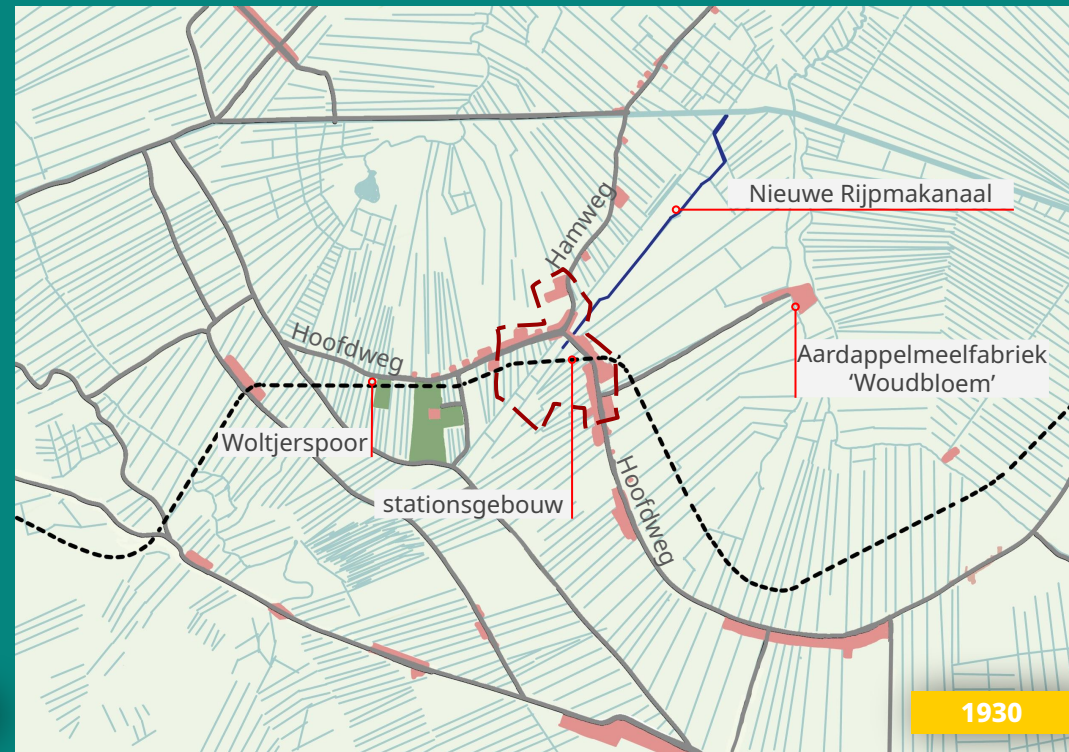 Nieuwe Rijpmakanaal
Hamweg
Hoofdweg
Aardappelmeelfabriek
‘Woudbloem’
Woltjerspoor
stationsgebouw
Hoofdweg
1930